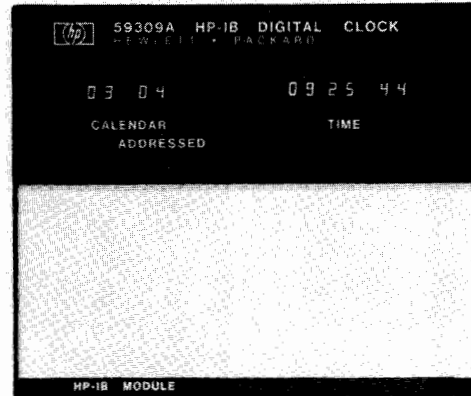 hp 59309A HP-IB DIGITAL CLOCK
HEWLETT • PACKARD
03 04 09 25 44
CALENDAR TIME
ADDRESSED
HP-IB MODULE